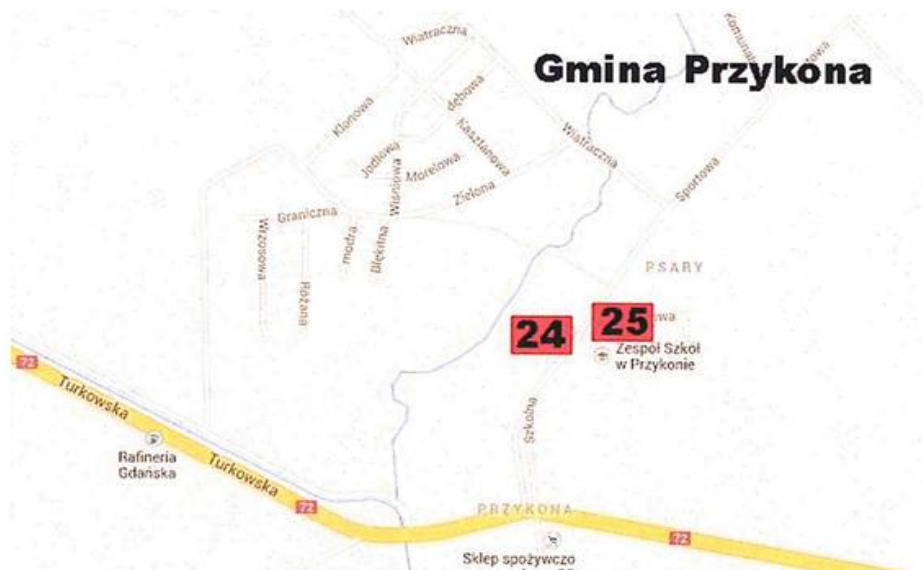 Gmina Przykona
Wiatraczna
Klonowa
dębowa
Kasztanowa
Wiatraczna
Jodłowa
Morelowa
Wiśniowa
Zielona
Sportowa
Graniczna
Wrzosowa
modra
Błękitna
Różana
PSARY
24
25
Zespół Szkół
w Przykonie
72
Turkowska
Szkolna
Rafineria
Gdańska
Turkowska
72
PRZYKONA
72
Sklep spożywczo